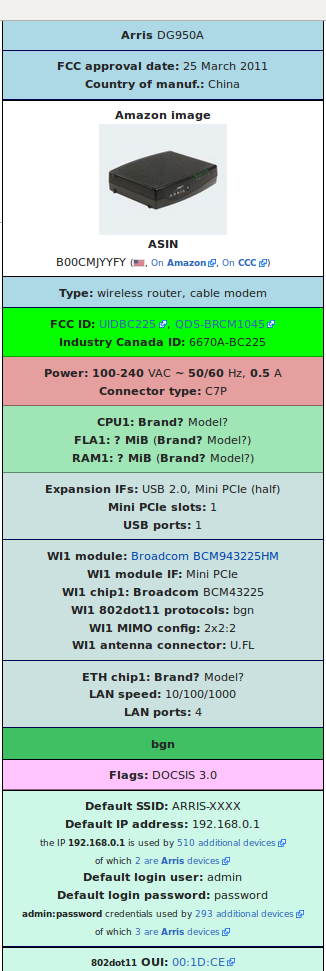 Arris DG950A
FCC approval date: 25 March 2011
Country of manuf.: China
Amazon image
ASIN
B00CMJYYFY (, On Amazon, On CCC)
Type: wireless router, cable modem
FCC ID: UIDBC225, QDS-BRCM1045
Industry Canada ID: 6670A-BC225
Power: 100-240 VAC ~ 50/60 Hz, 0.5 A
Connector type: C7P
CPU1: Brand? Model?
FLA1: ? MiB (Brand? Model?)
RAM1: ? MiB (Brand? Model?)
Expansion IFs: USB 2.0, Mini PCIe (half)
Mini PCIe slots: 1
USB ports: 1
WI1 module: Broadcom BCM943225HM
WI1 module IF: Mini PCIe
WI1 chip1: Broadcom BCM43225
WI1 802dot11 protocols: bgn
WI1 MIMO config: 2x2:2
WI1 antenna connector: U.FL
ETH chip1: Brand? Model?
LAN speed: 10/100/1000
LAN ports: 4
bgn
Flags: DOCSIS 3.0
Default SSID: ARRIS-XXXX
Default IP address: 192.168.0.1
the IP 192.168.0.1 is used by 510 additional devices
of which 2 are Arris devices
Default login user: admin
Default login password: password
admin:password credentials used by 293 additional devices
of which 3 are Arris devices
802dot11 OUI: 00:1D:CE